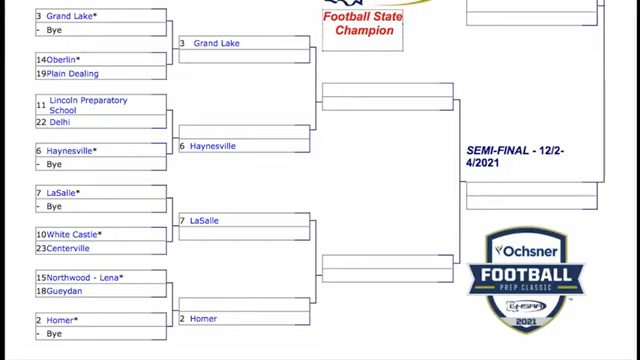 3 Grand Lake*
- Bye
14 Oberlin*
19 Plain Dealing
11 Lincoln Preparatory School
22 Delhi
6 Haynesville*
- Bye
7 LaSalle*
- Bye
10 White Castle*
23 Centerville
15 Northwood - Lena*
18 Gueydan
2 Homer*
- Bye
3 Grand Lake
6 Haynesville
7 LaSalle
2 Homer
Football State
Champion
SEMI-FINAL - 12/2-
4/2021
Ochsner
FOOTBALL
PREP CLASSIC
LHSAA
2021